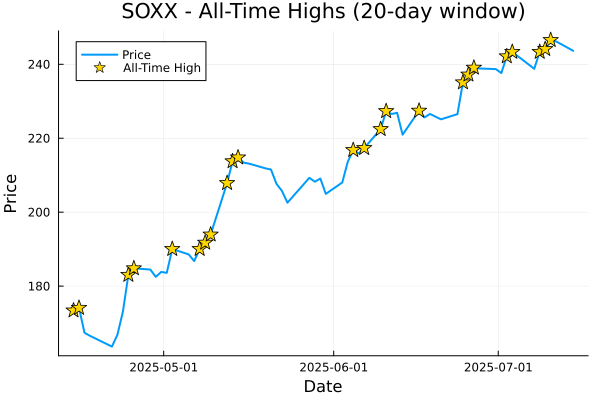 SOXX - All-Time Highs (20-day window)
Price
All-Time High
240
220
200
180
Price
2025-05-01
2025-06-01
2025-07-01
Date